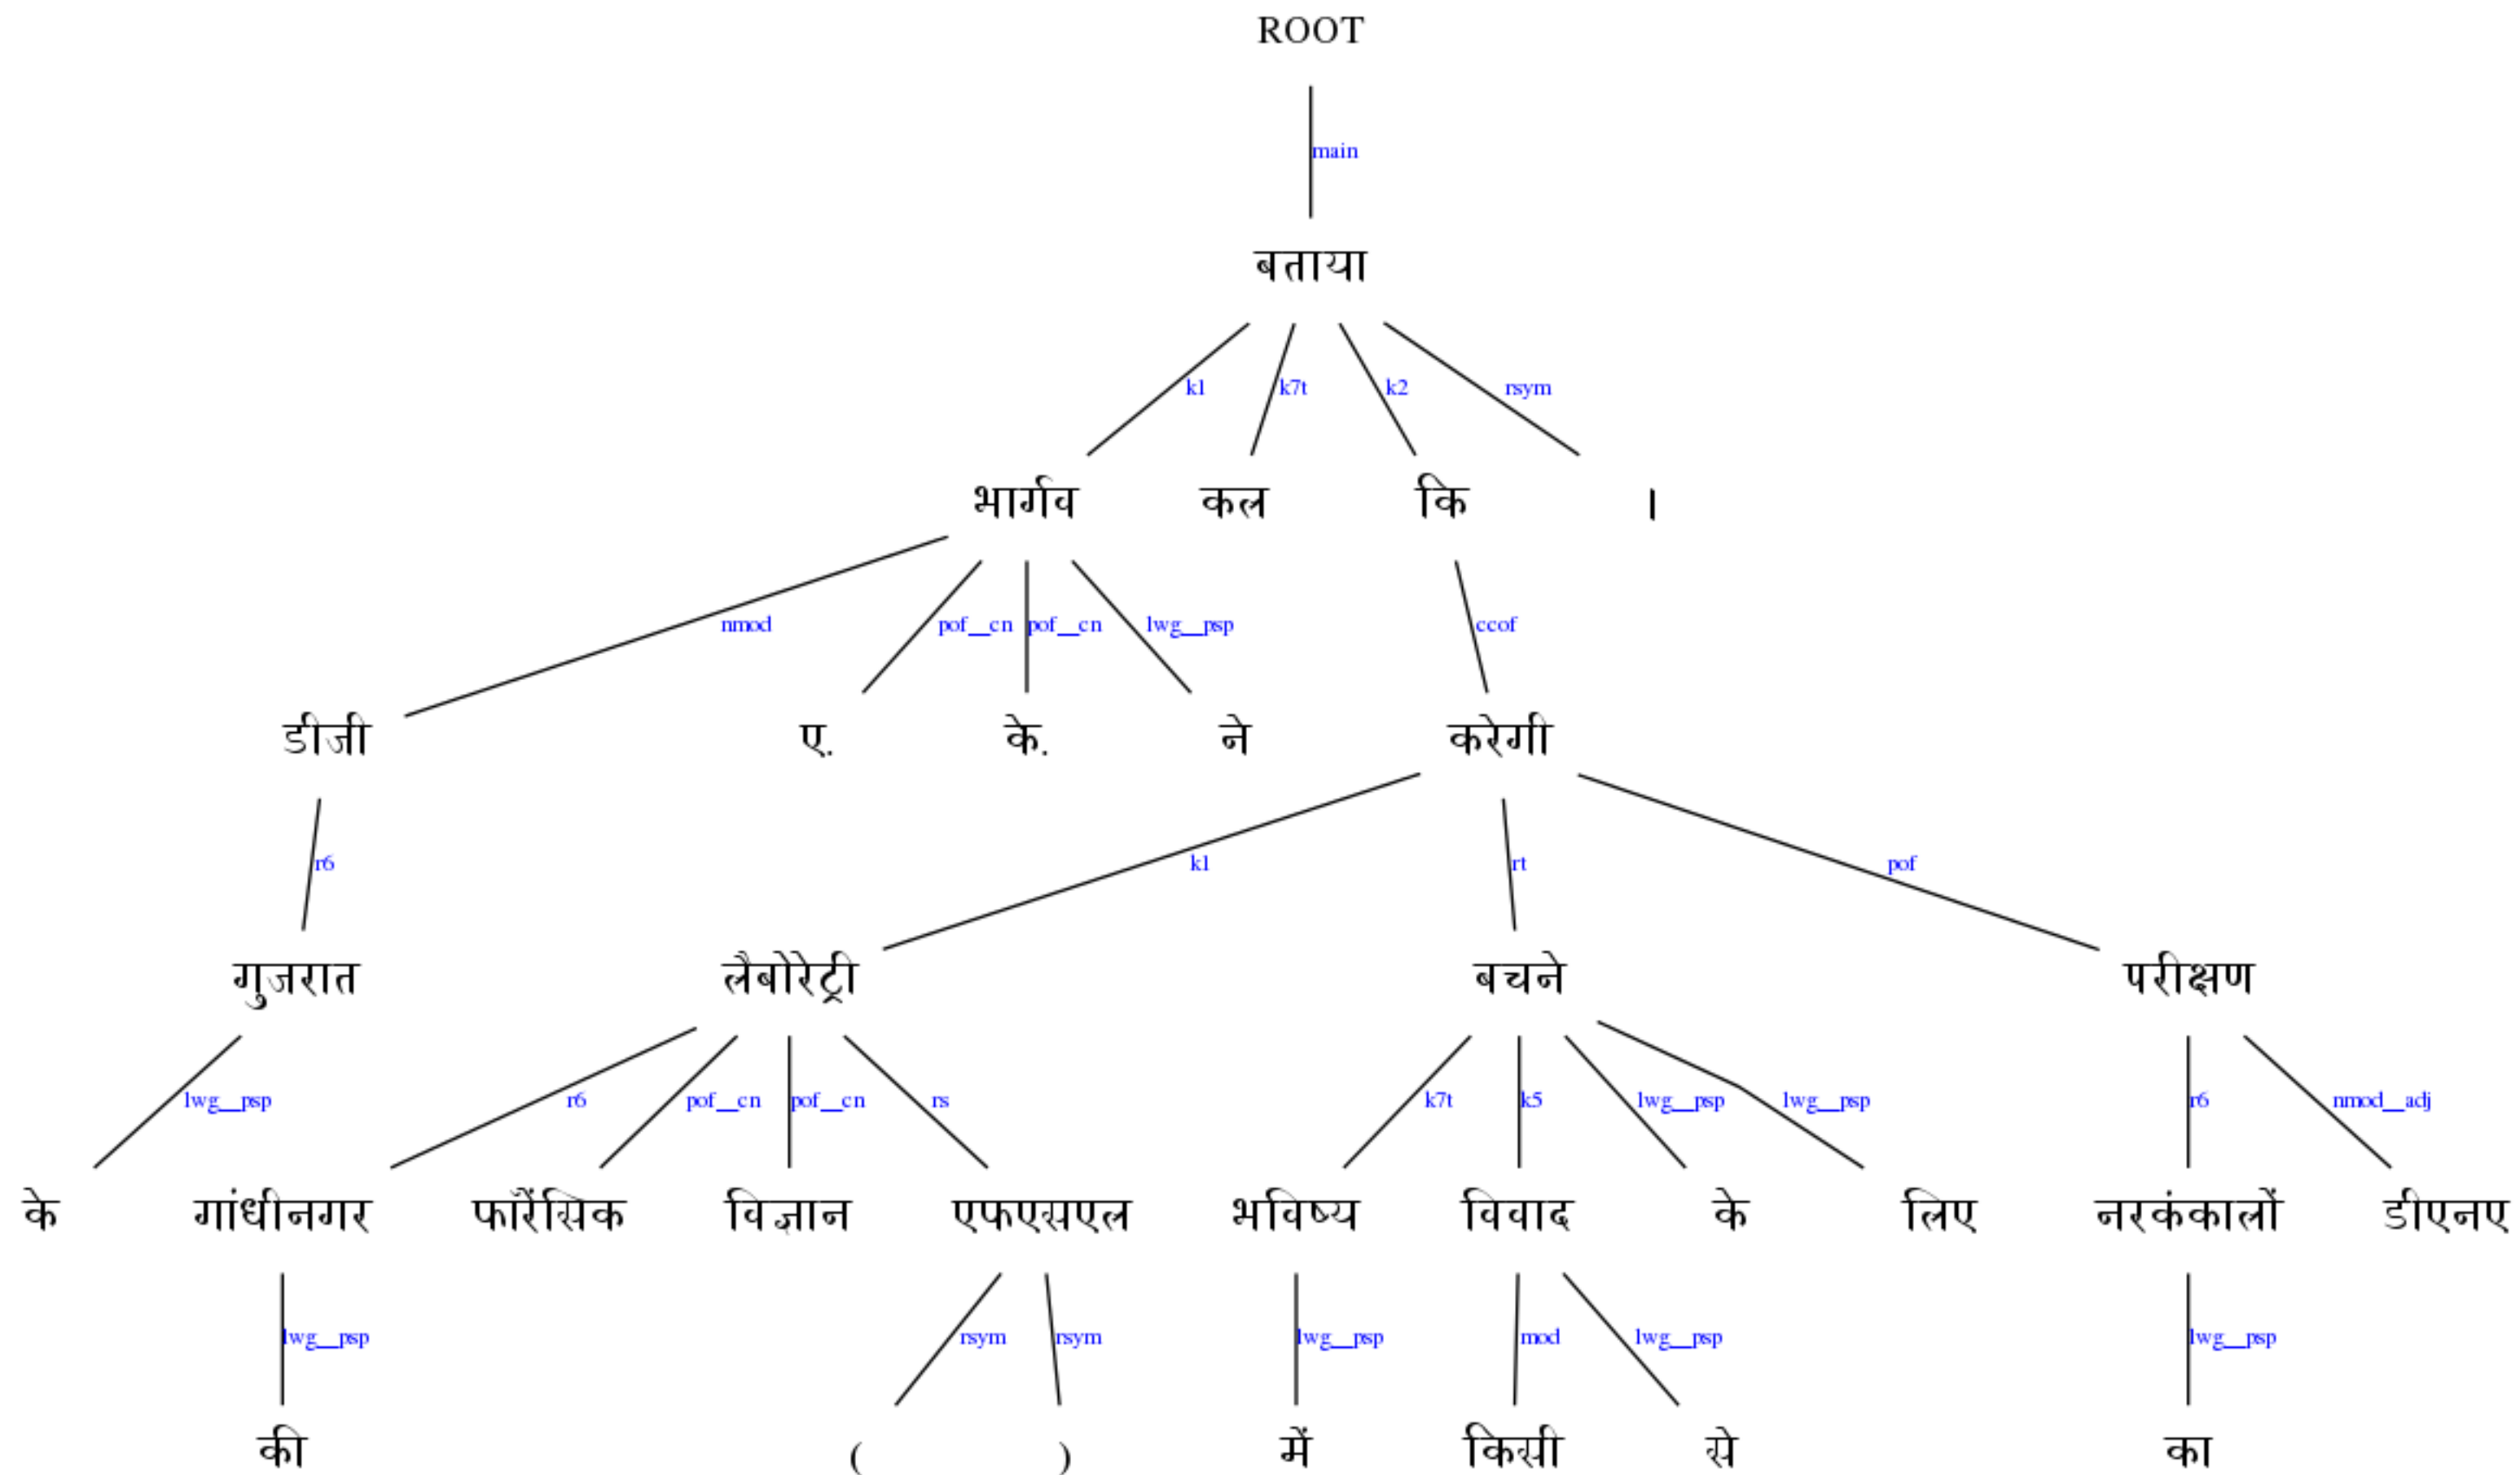 ROOT
main
बताया
k1 k7t k2 rsym
भार्गव कल कि ।
nmod pof__cn pof__cn lwg__psp ccof
डीजी ए. के. ने करेगी
r6 k1 rt pof
गुजरात लैबोरेट्री बचने परीक्षण
lwg__psp r6 pof__cn pof__cn rs k7t k5 lwg__psp lwg__psp r6 nmod__adj
के गांधीनगर फॉरेंसिक विज्ञान एफएसएल भविष्य विवाद के लिए नरकंकालों डीएनए
lwg__psp rsym rsym lwg__psp mod lwg__psp lwg__psp
की ( ) में किसी से का